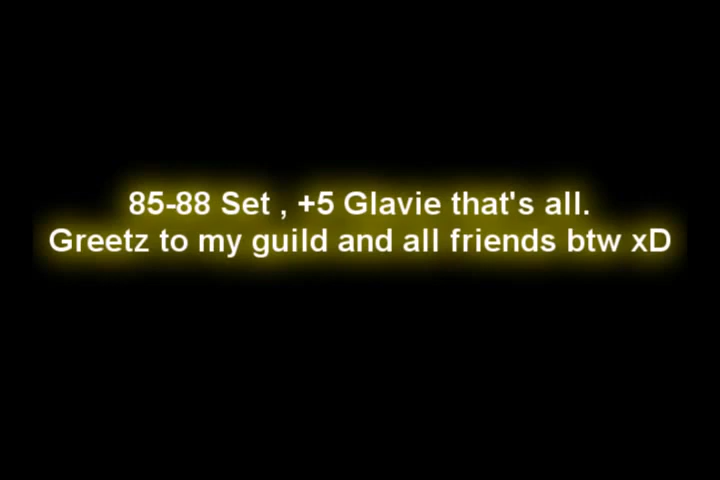 85-88 Set , +5 Glavie that's all.
Greetz to my guild and all friends btw xD